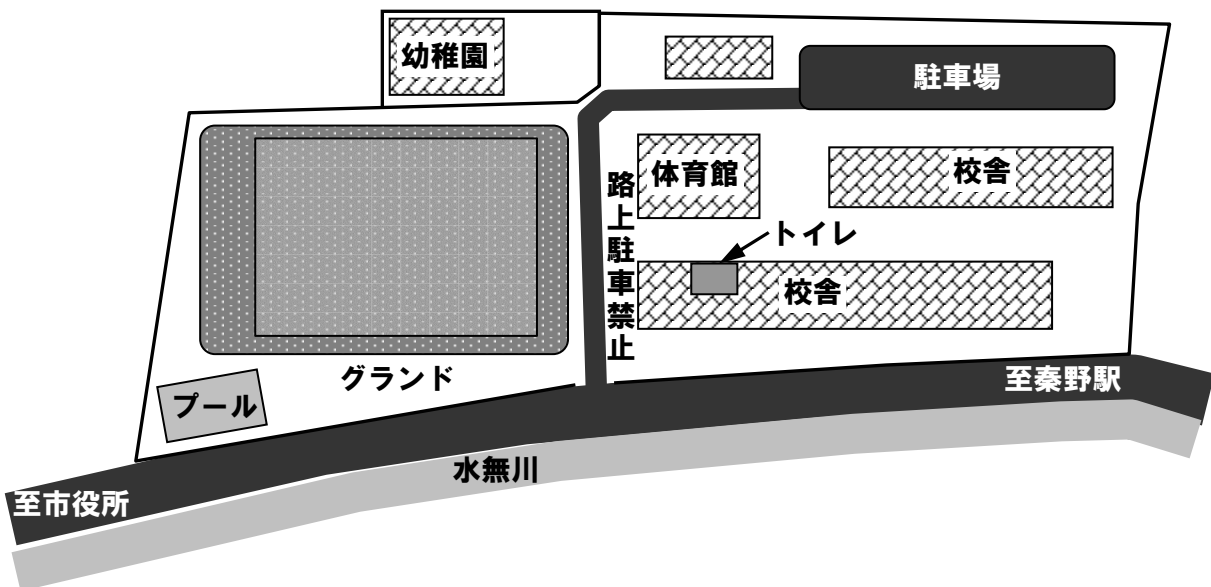 幼稚園
駐車場
体育館
校舎
路上駐車禁止
トイレ
校舎
グランド
至秦野駅
プール
水無川
至市役所